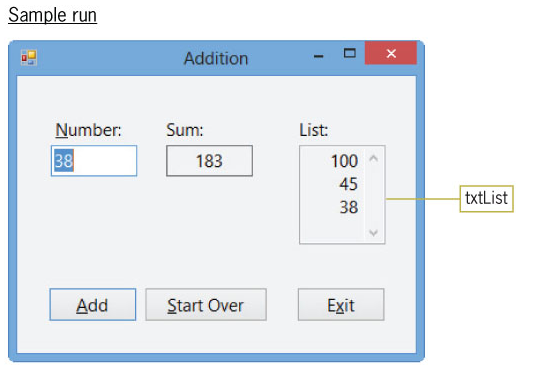 Sample run
Addition
Number: Sum: List:
38 183 100
45
38
txtList
Add Start Over Exit